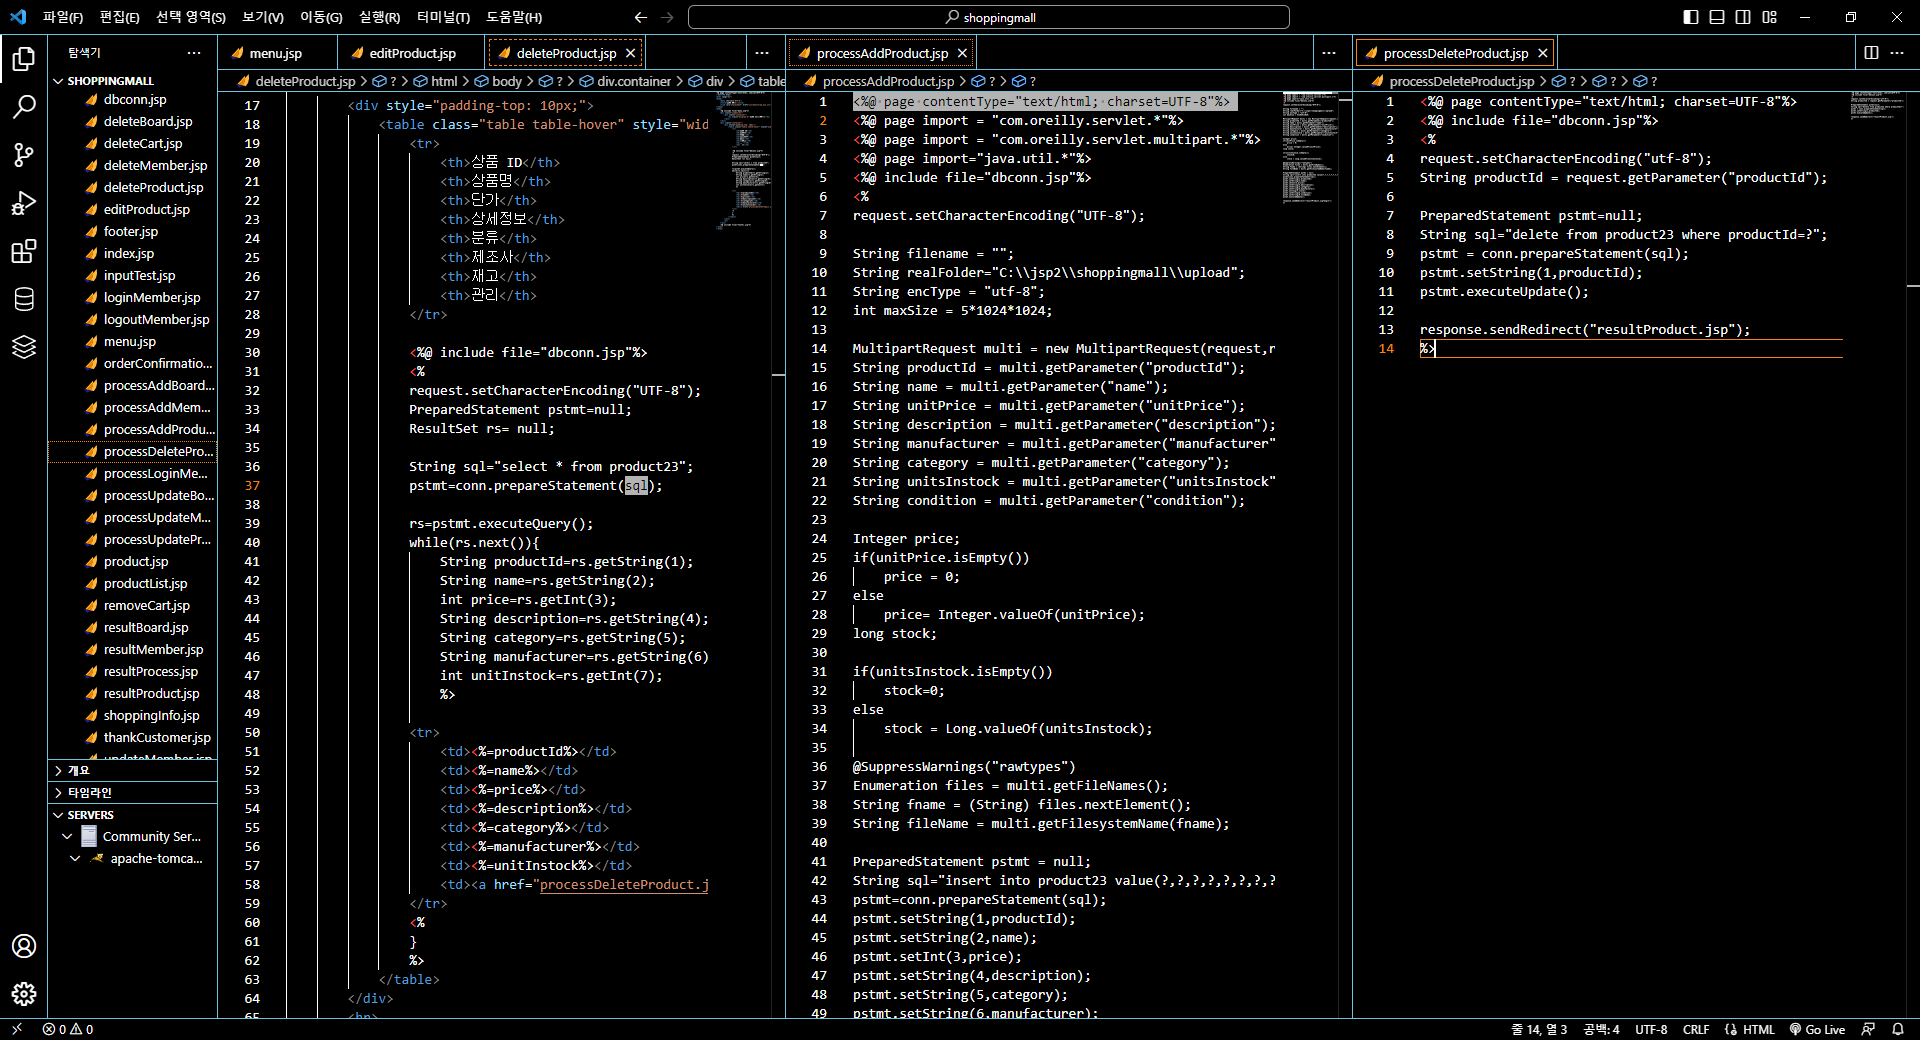 파일(F) 편집(E) 선택 영역(S) 보기(V) 이동(G) 실행(R) 터미널(T) 도움말(H)
shoppingmall
탐색기
SHOPPINGMALL
dbconn.jsp
deleteBoard.jsp
deleteCart.jsp
deleteMember.jsp
deleteProduct.jsp
editProduct.jsp
footer.jsp
index.jsp
inputTest.jsp
loginMember.jsp
logoutMember.jsp
menu.jsp
orderConfirmatio...
processAddBoard...
processAddMem...
processAddProdu...
processDeletePro...
processLoginMe...
processUpdateBo...
processUpdateM...
processUpdatePr...
product.jsp
productList.jsp
removeCart.jsp
resultBoard.jsp
resultMember.jsp
resultProcess.jsp
resultProduct.jsp
shoppingInfo.jsp
thankCustomer.jsp
updateMember.jsp
개요
타임라인
SERVERS
Community Ser...
apache-tomca...
menu.jsp editProduct.jsp deleteProduct.jsp
deleteProduct.jsp > ? > html > body > ? > div.container > div > table
17 <div style="padding-top: 10px;">
18 <table class="table table-hover" style="wid
19 <tr>
20 <th>상품 ID</th>
21 <th>상품명</th>
22 <th>단가</th>
23 <th>상세정보</th>
24 <th>분류</th>
25 <th>제조사</th>
26 <th>재고</th>
27 <th>관리</th>
28 </tr>
29
30 <%@ include file="dbconn.jsp"%>
31 <%
32 request.setCharacterEncoding("UTF-8");
33 PreparedStatement pstmt=null;
34 ResultSet rs= null;
35
36 String sql="select * from product23";
37 pstmt=conn.prepareStatement(sql);
38
39 rs=pstmt.executeQuery();
40 while(rs.next()){
41 String productId=rs.getString(1);
42 String name=rs.getString(2);
43 int price=rs.getInt(3);
44 String description=rs.getString(4);
45 String category=rs.getString(5);
46 String manufacturer=rs.getString(6)
47 int unitInstock=rs.getInt(7);
48 %>
49
50 <tr>
51 <td><%=productId%></td>
52 <td><%=name%></td>
53 <td><%=price%></td>
54 <td><%=description%></td>
55 <td><%=category%></td>
56 <td><%=manufacturer%></td>
57 <td><%=unitInstock%></td>
58 <td><a href="processDeleteProduct.j
59 </tr>
60 <%
61 }
62 %>
63 </table>
64 </div>
65 <hr>
processAddProduct.jsp
processAddProduct.jsp > ? > ?
1 <%@ page contentType="text/html; charset=UTF-8"%>
2 <%@ page import = "com.oreilly.servlet.*"%>
3 <%@ page import = "com.oreilly.servlet.multipart.*"%>
4 <%@ page import="java.util.*"%>
5 <%@ include file="dbconn.jsp"%>
6 <%
7 request.setCharacterEncoding("UTF-8");
8
9 String filename = "";
10 String realFolder="C:\\jsp2\\shoppingmall\\upload";
11 String encType = "utf-8";
12 int maxSize = 5*1024*1024;
13
14 MultipartRequest multi = new MultipartRequest(request,r
15 String productId = multi.getParameter("productId");
16 String name = multi.getParameter("name");
17 String unitPrice = multi.getParameter("unitPrice");
18 String description = multi.getParameter("description");
19 String manufacturer = multi.getParameter("manufacturer"
20 String category = multi.getParameter("category");
21 String unitsInstock = multi.getParameter("unitsInstock"
22 String condition = multi.getParameter("condition");
23
24 Integer price;
25 if(unitPrice.isEmpty())
26 price = 0;
27 else
28 price= Integer.valueOf(unitPrice);
29 long stock;
30
31 if(unitsInstock.isEmpty())
32 stock=0;
33 else
34 stock = Long.valueOf(unitsInstock);
35
36 @SuppressWarnings("rawtypes")
37 Enumeration files = multi.getFileNames();
38 String fname = (String) files.nextElement();
39 String fileName = multi.getFilesystemName(fname);
40
41 PreparedStatement pstmt = null;
42 String sql="insert into product23 value(?,?,?,?,?,?,?,?
43 pstmt=conn.prepareStatement(sql);
44 pstmt.setString(1,productId);
45 pstmt.setString(2,name);
46 pstmt.setInt(3,price);
47 pstmt.setString(4,description);
48 pstmt.setString(5,category);
49 pstmt.setString(6,manufacturer);
processDeleteProduct.jsp
processDeleteProduct.jsp > ? > ? > ?
1 <%@ page contentType="text/html; charset=UTF-8"%>
2 <%@ include file="dbconn.jsp"%>
3 <%
4 request.setCharacterEncoding("utf-8");
5 String productId = request.getParameter("productId");
6
7 PreparedStatement pstmt=null;
8 String sql="delete from product23 where productId=?";
9 pstmt = conn.prepareStatement(sql);
10 pstmt.setString(1,productId);
11 pstmt.executeUpdate();
12
13 response.sendRedirect("resultProduct.jsp");
14 %>
0 0 줄 14, 열 3 공백: 4 UTF-8 CRLF HTML Go Live